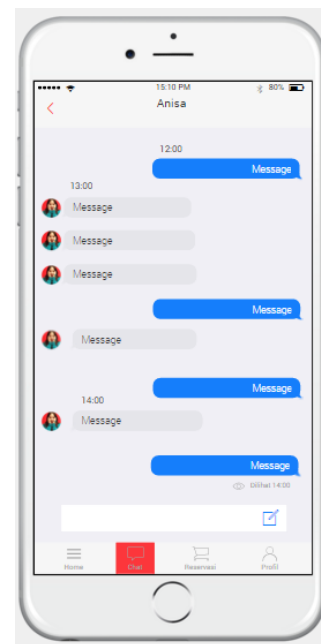 15:10 PM
80%
Anisa
12:00
Message
13:00
Message
Message
Message
Message
Message
Message
14:00
Message
Message
Dilihat 14:00
Home
Chat
Reservasi
Profil